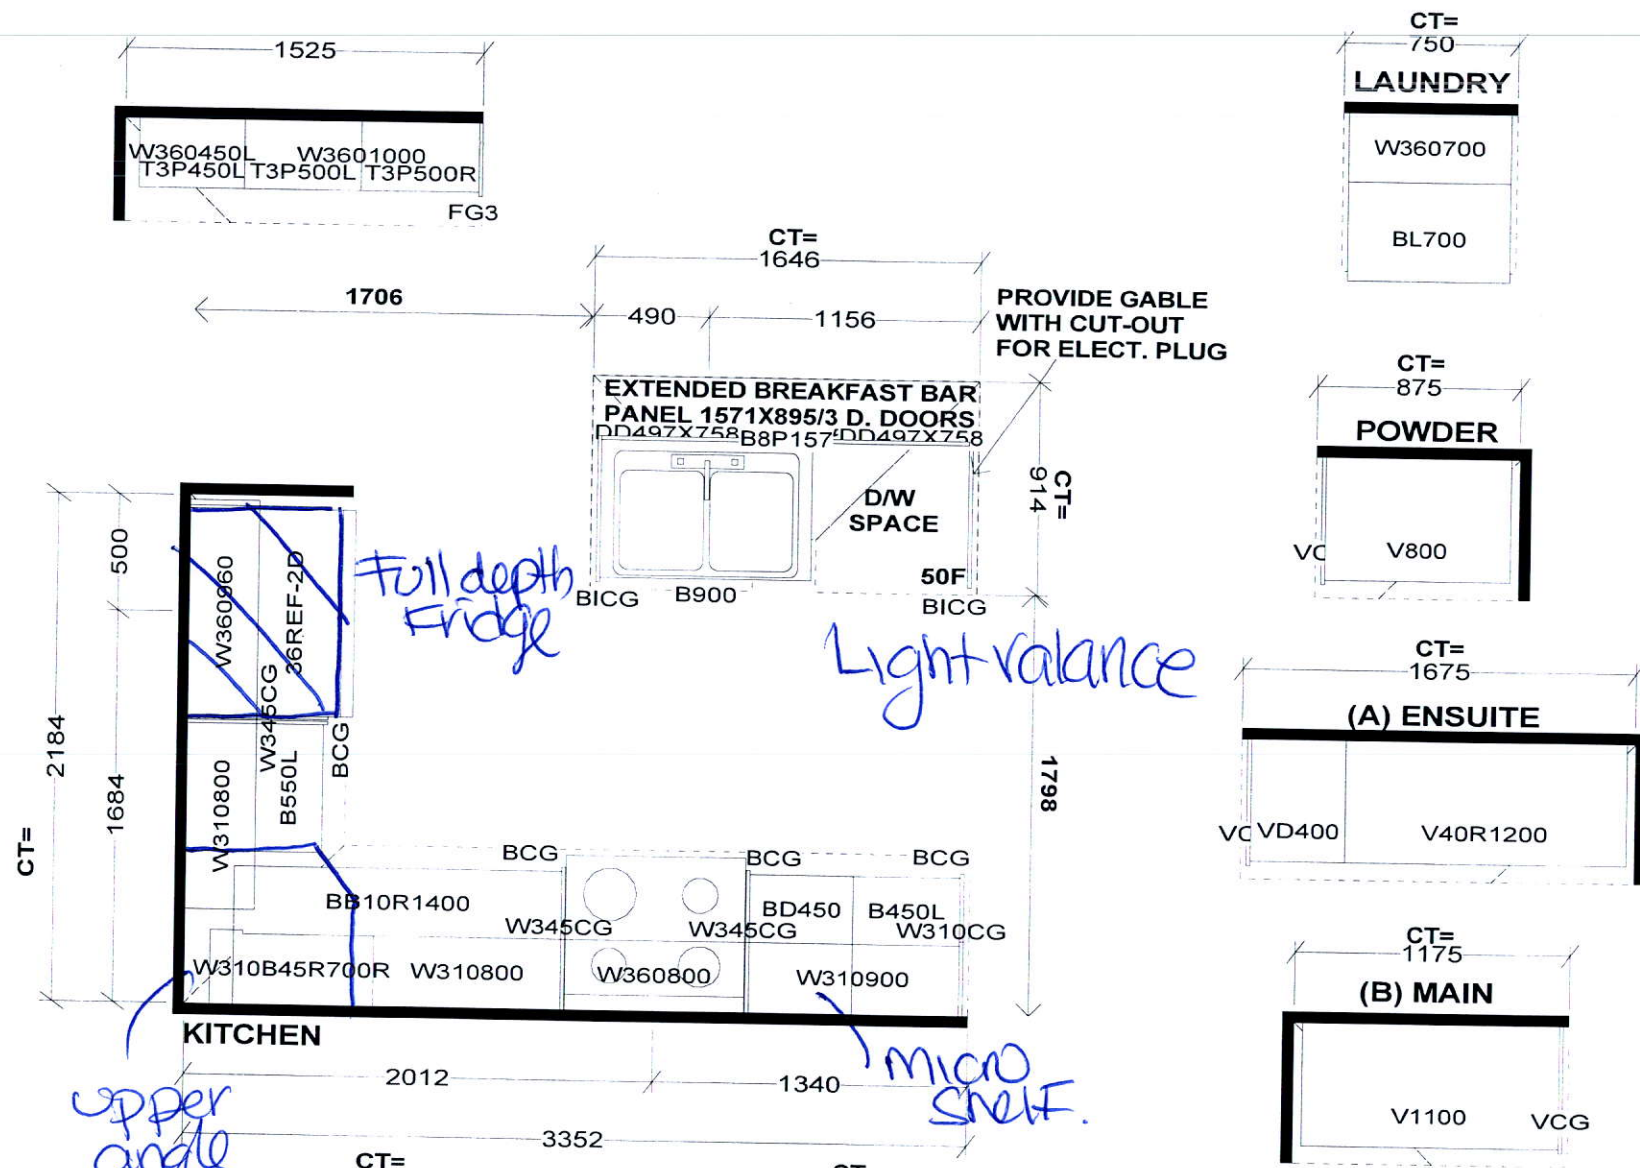 1525
W360450L W3601000
T3P450L T3P500L T3P500R
FG3
CT=
750
LAUNDRY
W360700
BL700
1706
CT=
1646
490 1156
PROVIDE GABLE
WITH CUT-OUT
FOR ELECT. PLUG
EXTENDED BREAKFAST BAR
PANEL 1571X895/3 D. DOORS
DD497X758 B8P157 DD497X758
D/W
SPACE
50F
BICG B900 BICG
CT=
914
1798
CT=
875
POWDER
V800
CT=
1675
(A) ENSUITE
VD400 V40R1200
CT=
1175
(B) MAIN
V1100 VCG
500
2184
1684
CT=
W360960
36REF-2D
W345CG
B550L
BCG
W310800
Full depth
Fridge
Light valance
BCG BCG BCG
BB10R1400 BD450 B450L
W345CG W345CG W310CG
W310B45R700R W310800 W360800 W310900
KITCHEN
2012 1340
3352
CT=
upper
angle
micro
shelf.